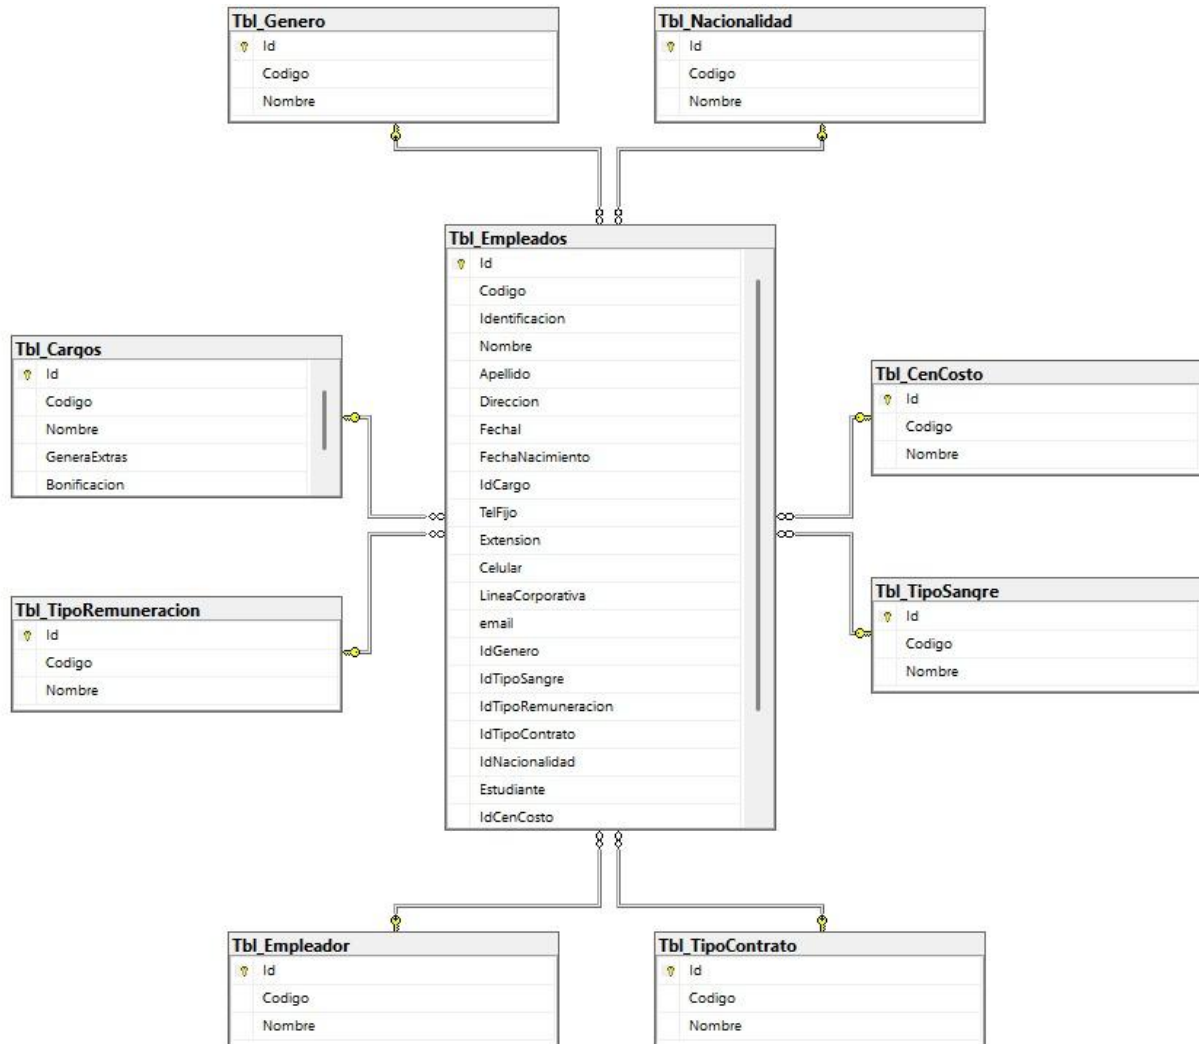 Tbl_Genero
Id
Codigo
Nombre
Tbl_Nacionalidad
Id
Codigo
Nombre
Tbl_Empleados
Id
Codigo
Identificacion
Nombre
Apellido
Direccion
FechaI
FechaNacimiento
IdCargo
TelFijo
Extension
Celular
LineaCorporativa
email
IdGenero
IdTipoSangre
IdTipoRemuneracion
IdTipoContrato
IdNacionalidad
Estudiante
IdCenCosto
Tbl_Cargos
Id
Codigo
Nombre
GeneraExtras
Bonificacion
Tbl_CenCosto
Id
Codigo
Nombre
Tbl_TipoRemuneracion
Id
Codigo
Nombre
Tbl_TipoSangre
Id
Codigo
Nombre
Tbl_Empleador
Id
Codigo
Nombre
Tbl_TipoContrato
Id
Codigo
Nombre